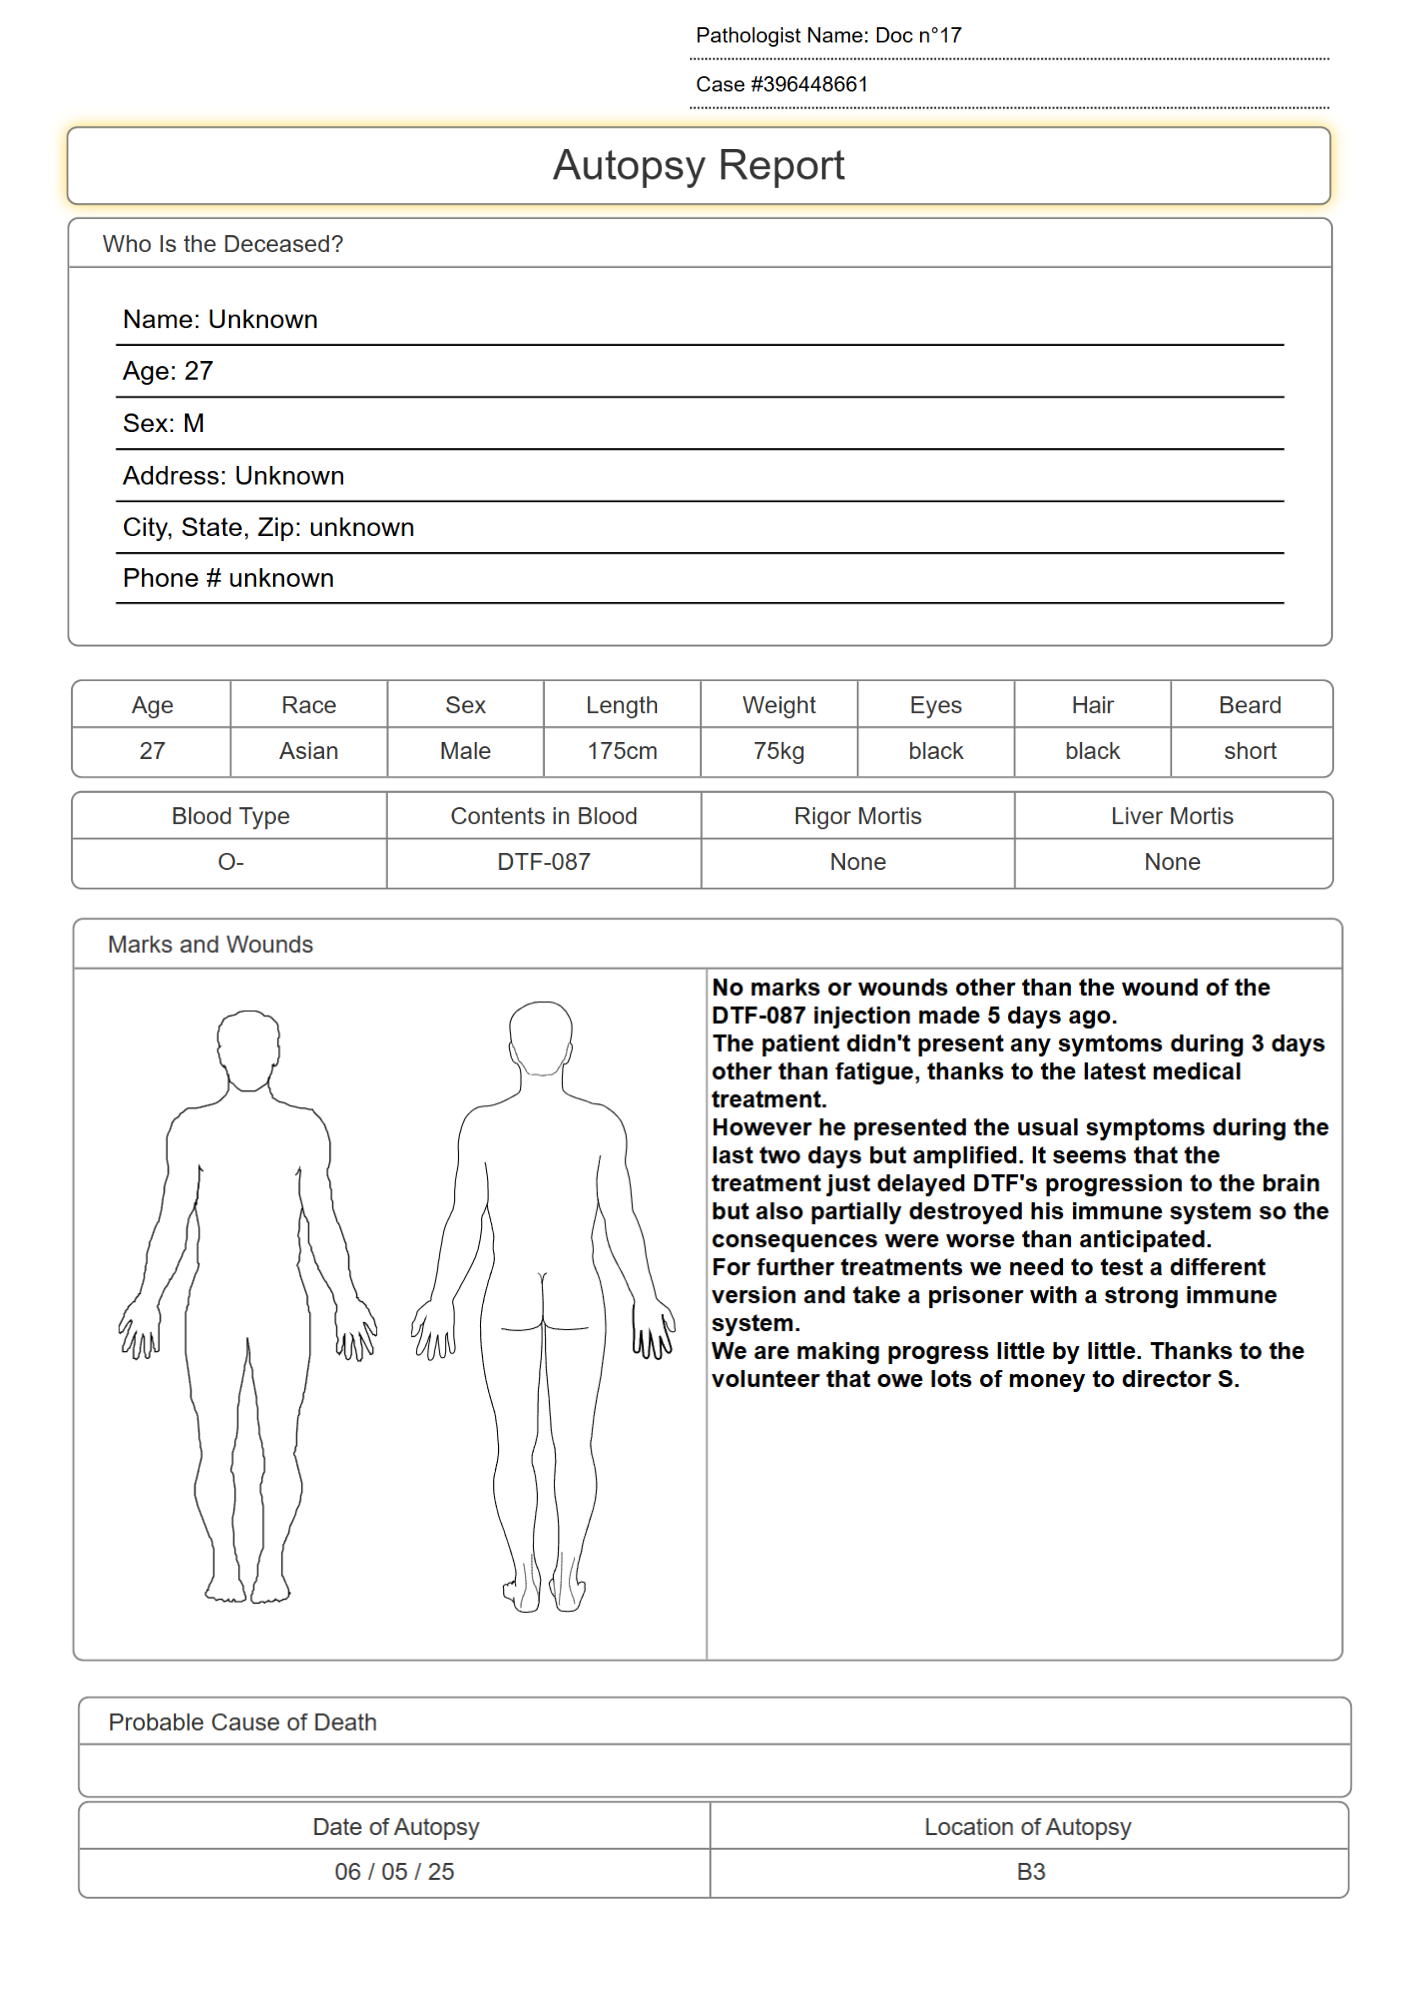 Pathologist Name: Doc n°17
Case #396448661
Autopsy Report
Who Is the Deceased?
Name: Unknown
Age: 27
Sex: M
Address: Unknown
City, State, Zip: unknown
Phone # unknown
Age Race Sex Length Weight Eyes Hair Beard
27 Asian Male 175cm 75kg black black short
Blood Type Contents in Blood Rigor Mortis Liver Mortis
O- DTF-087 None None
Marks and Wounds
No marks or wounds other than the wound of the
DTF-087 injection made 5 days ago.
The patient didn't present any symtoms during 3 days
other than fatigue, thanks to the latest medical
treatment.
However he presented the usual symptoms during the
last two days but amplified. It seems that the
treatment just delayed DTF's progression to the brain
but also partially destroyed his immune system so the
consequences were worse than anticipated.
For further treatments we need to test a different
version and take a prisoner with a strong immune
system.
We are making progress little by little. Thanks to the
volunteer that owe lots of money to director S.
Probable Cause of Death
Date of Autopsy Location of Autopsy
06 / 05 / 25 B3